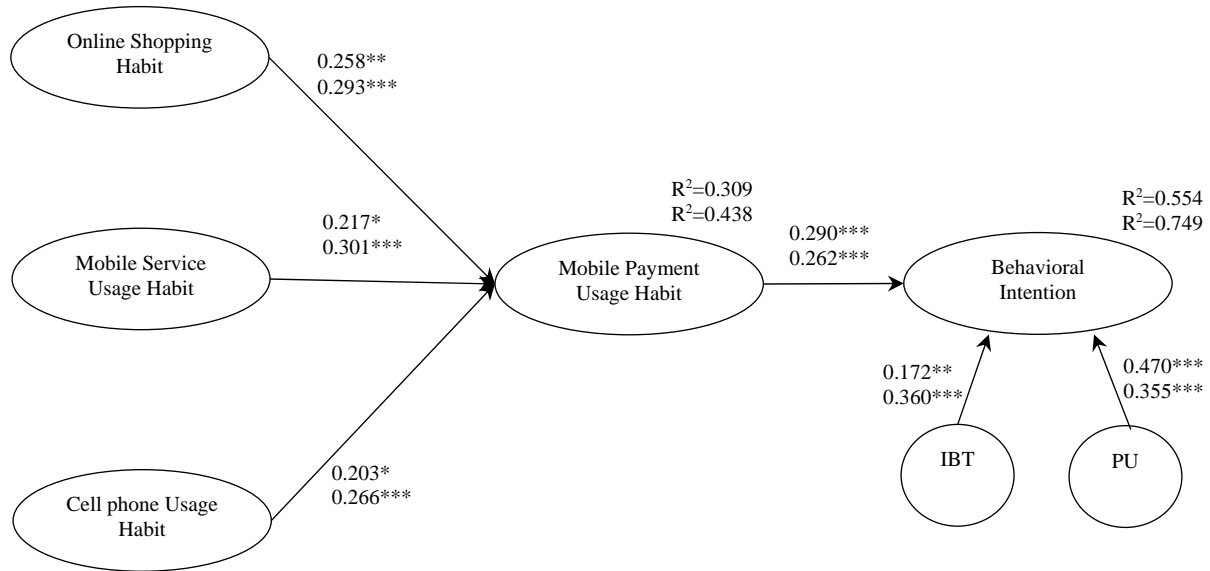 Online Shopping
Habit
0.258**
0.293***
R²=0.309
R²=0.438
R²=0.554
R²=0.749
0.217*
0.301***
0.290***
0.262***
Mobile Service
Usage Habit
Mobile Payment
Usage Habit
Behavioral
Intention
0.172**
0.360***
0.470***
0.355***
IBT
PU
0.203*
0.266***
Cell phone Usage
Habit